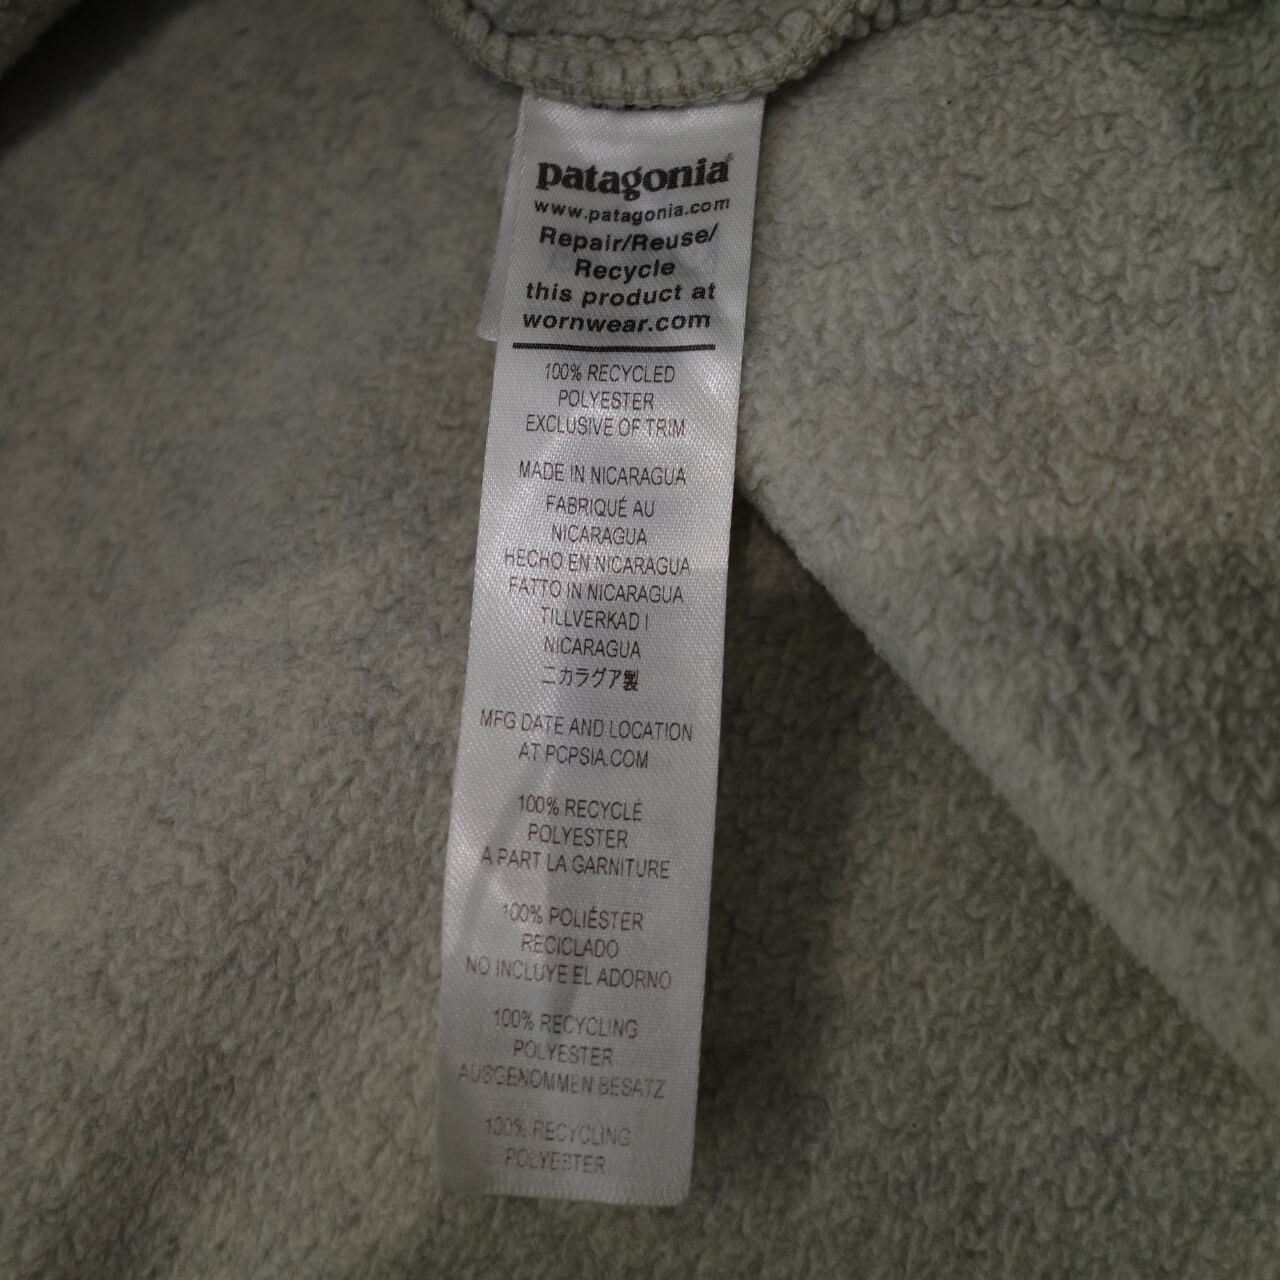 patagonia®
www.patagonia.com
Repair/Reuse/
Recycle
this product at
wornwear.com
100% RECYCLED
POLYESTER
EXCLUSIVE OF TRIM
MADE IN NICARAGUA
FABRIQUÉ AU
NICARAGUA
HECHO EN NICARAGUA
FATTO IN NICARAGUA
TILLVERKAD I
NICARAGUA
ニカラグア製
MFG DATE AND LOCATION
AT PCPSIA.COM
100% RECYCLÉ
POLYESTER
A PART LA GARNITURE
100% POLIÉSTER
RECICLADO
NO INCLUYE EL ADORNO
100% RECYCLING
POLYESTER
AUSGENOMMEN BESATZ
100% RECYCLING
POLYESTER